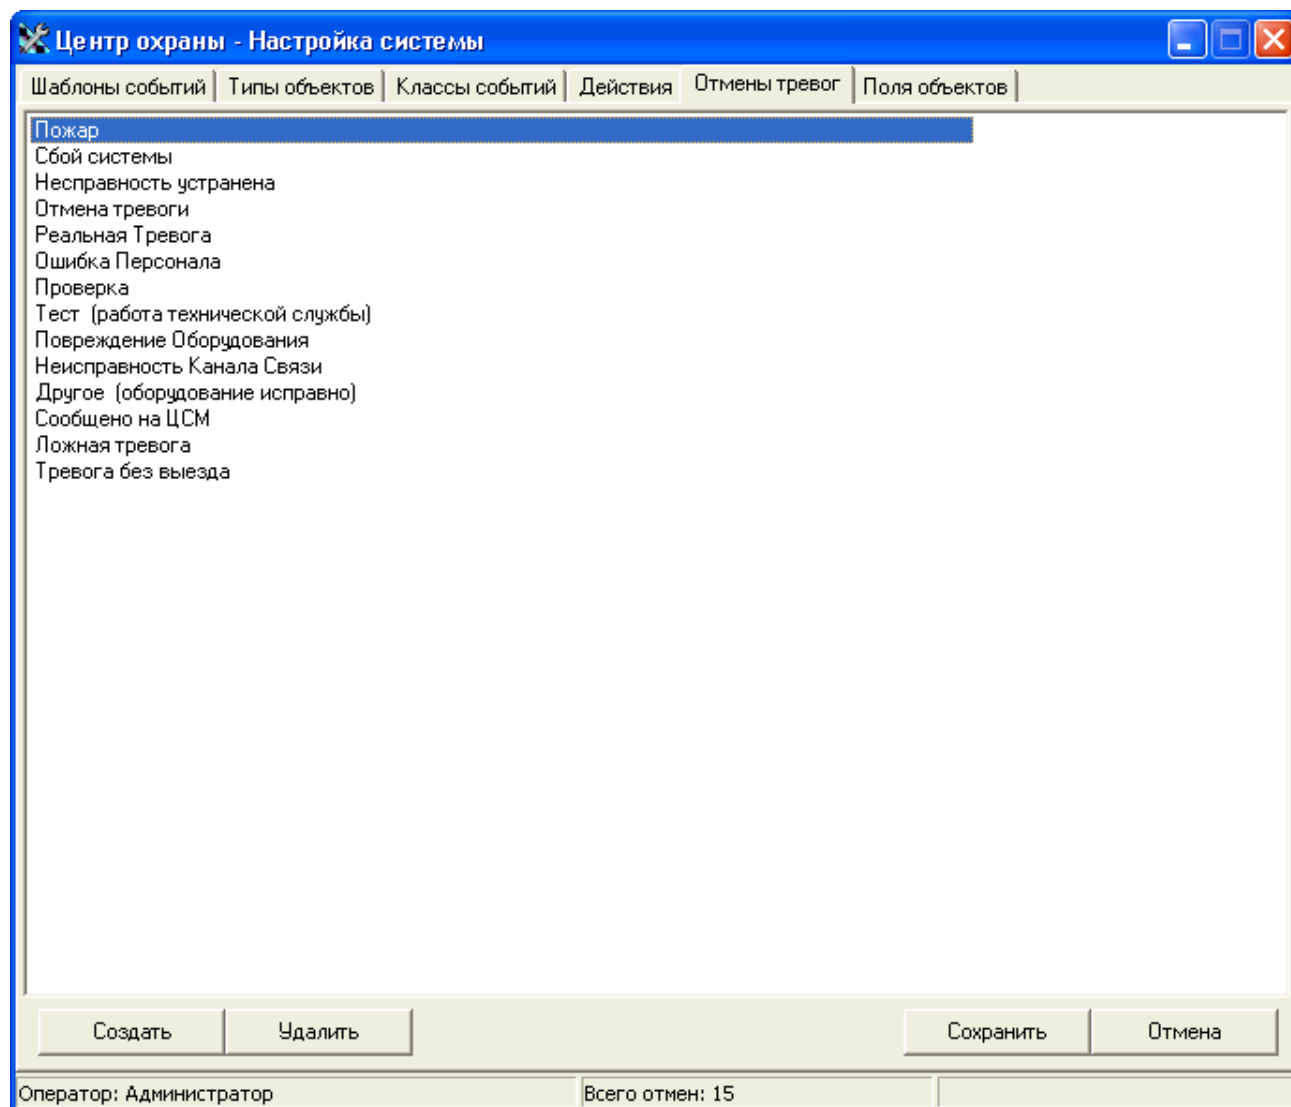 Центр охраны - Настройка системы
Шаблоны событий Типы объектов Классы событий Действия Отмены тревог Поля объектов
Пожар
Сбой системы
Несправность устранена
Отмена тревоги
Реальная Тревога
Ошибка Персонала
Проверка
Тест (работа технической службы)
Повреждение Оборудования
Неисправность Канала Связи
Другое (оборудование исправно)
Сообщено на ЦСМ
Ложная тревога
Тревога без выезда
Создать Удалить Сохранить Отмена
Оператор: Администратор Всего отмен: 15